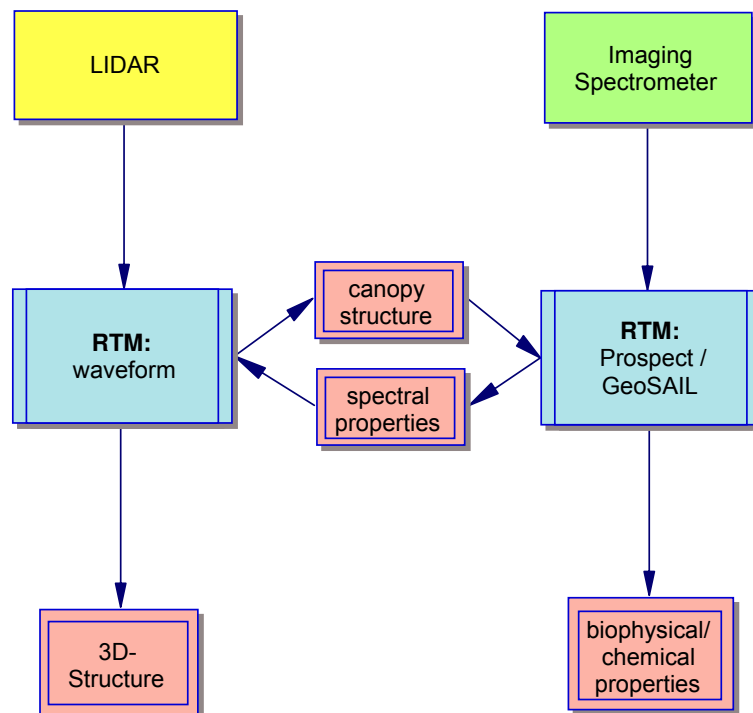 LIDAR
Imaging
Spectrometer
canopy
structure
RTM:
waveform
RTM:
Prospect /
GeoSAIL
spectral
properties
3D-
Structure
biophysical/
chemical
properties